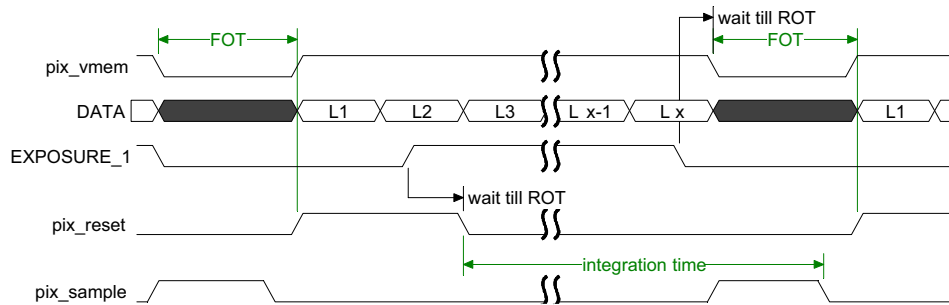 wait till ROT
FOT
FOT
pix_vmem
DATA
L1
L2
L3
L x-1
L x
L1
EXPOSURE_1
wait till ROT
pix_reset
integration time
pix_sample